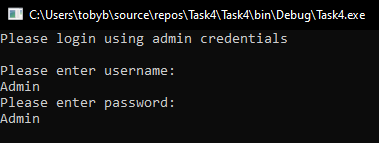 C:\Users\tobyb\source\repos\Task4\Task4\bin\Debug\Task4.exe
Please login using admin credentials
Please enter username:
Admin
Please enter password:
Admin